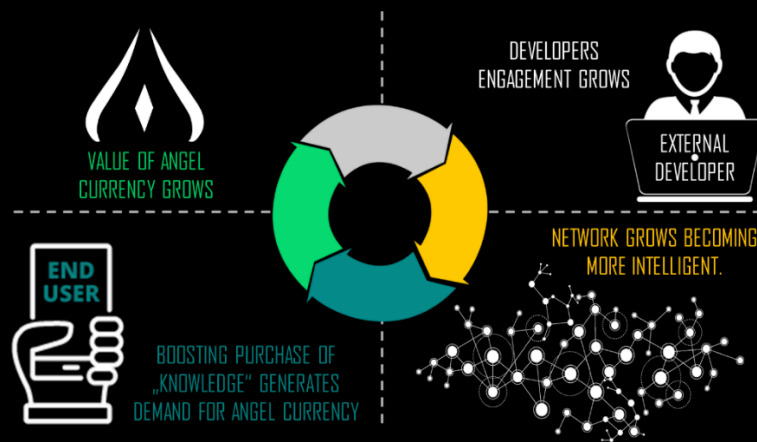 DEVELOPERS
ENGAGEMENT GROWS
EXTERNAL
DEVELOPER
VALUE OF ANGEL
CURRENCY GROWS
NETWORK GROWS BECOMING
MORE INTELLIGENT.
END
USER
BOOSTING PURCHASE OF
„KNOWLEDGE“ GENERATES
DEMAND FOR ANGEL CURRENCY